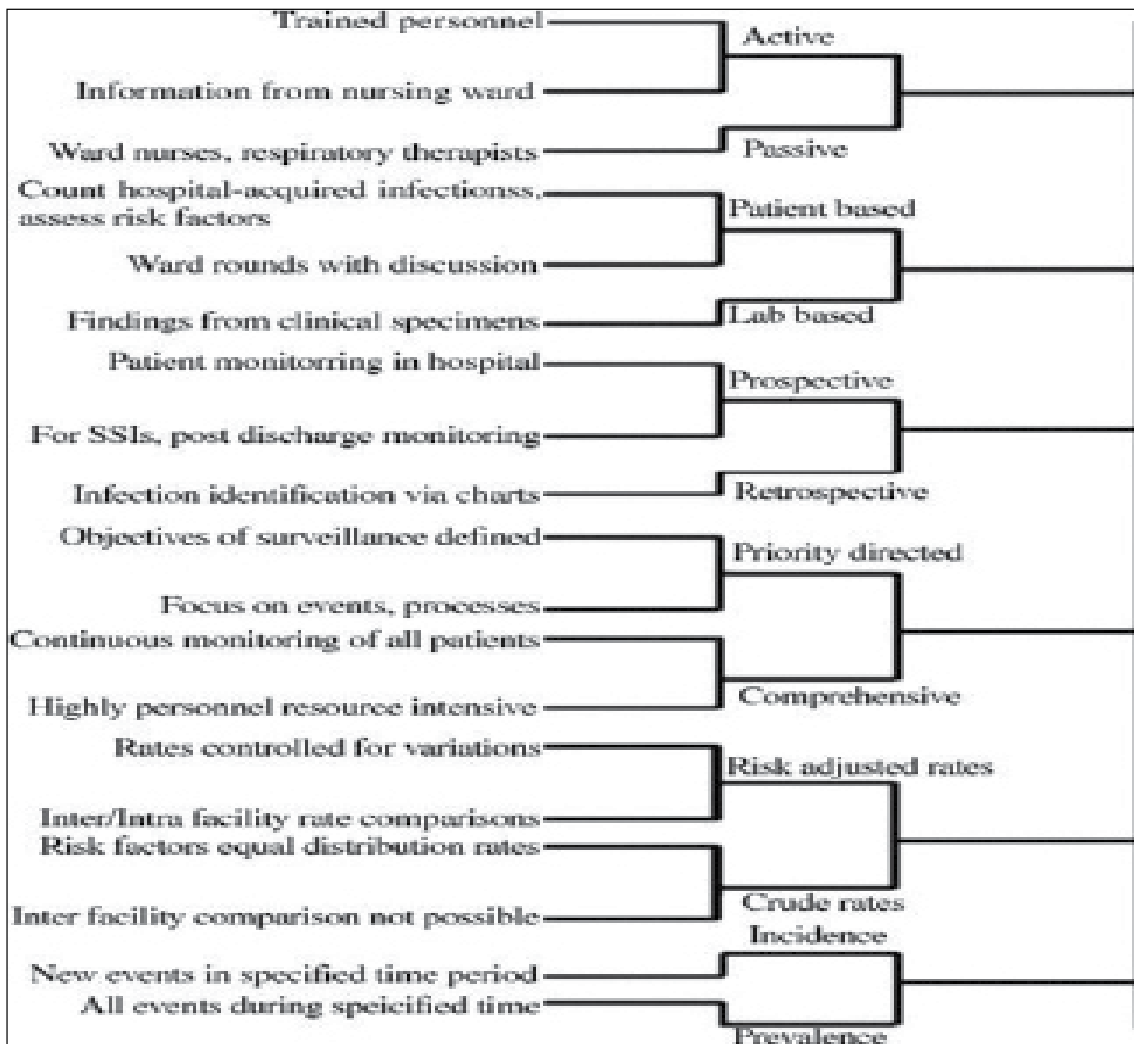 Trained personnel
Active
Information from nursing ward
Ward nurses, respiratory therapists
Passive
Count hospital-acquired infectionss,
assess risk factors
Patient based
Ward rounds with discussion
Findings from clinical specimens
Lab based
Patient monitorring in hospital
Prospective
For SSIs, post discharge monitoring
Infection identification via charts
Retrospective
Objectives of surveillance defined
Priority directed
Focus on events, processes
Continuous monitoring of all patients
Comprehensive
Highly personnel resource intensive
Rates controlled for variations
Risk adjusted rates
Inter/Intra facility rate comparisons
Risk factors equal distribution rates
Crude rates
Inter facility comparison not possible
Incidence
New events in specified time period
All events during speicified time
Prevalence